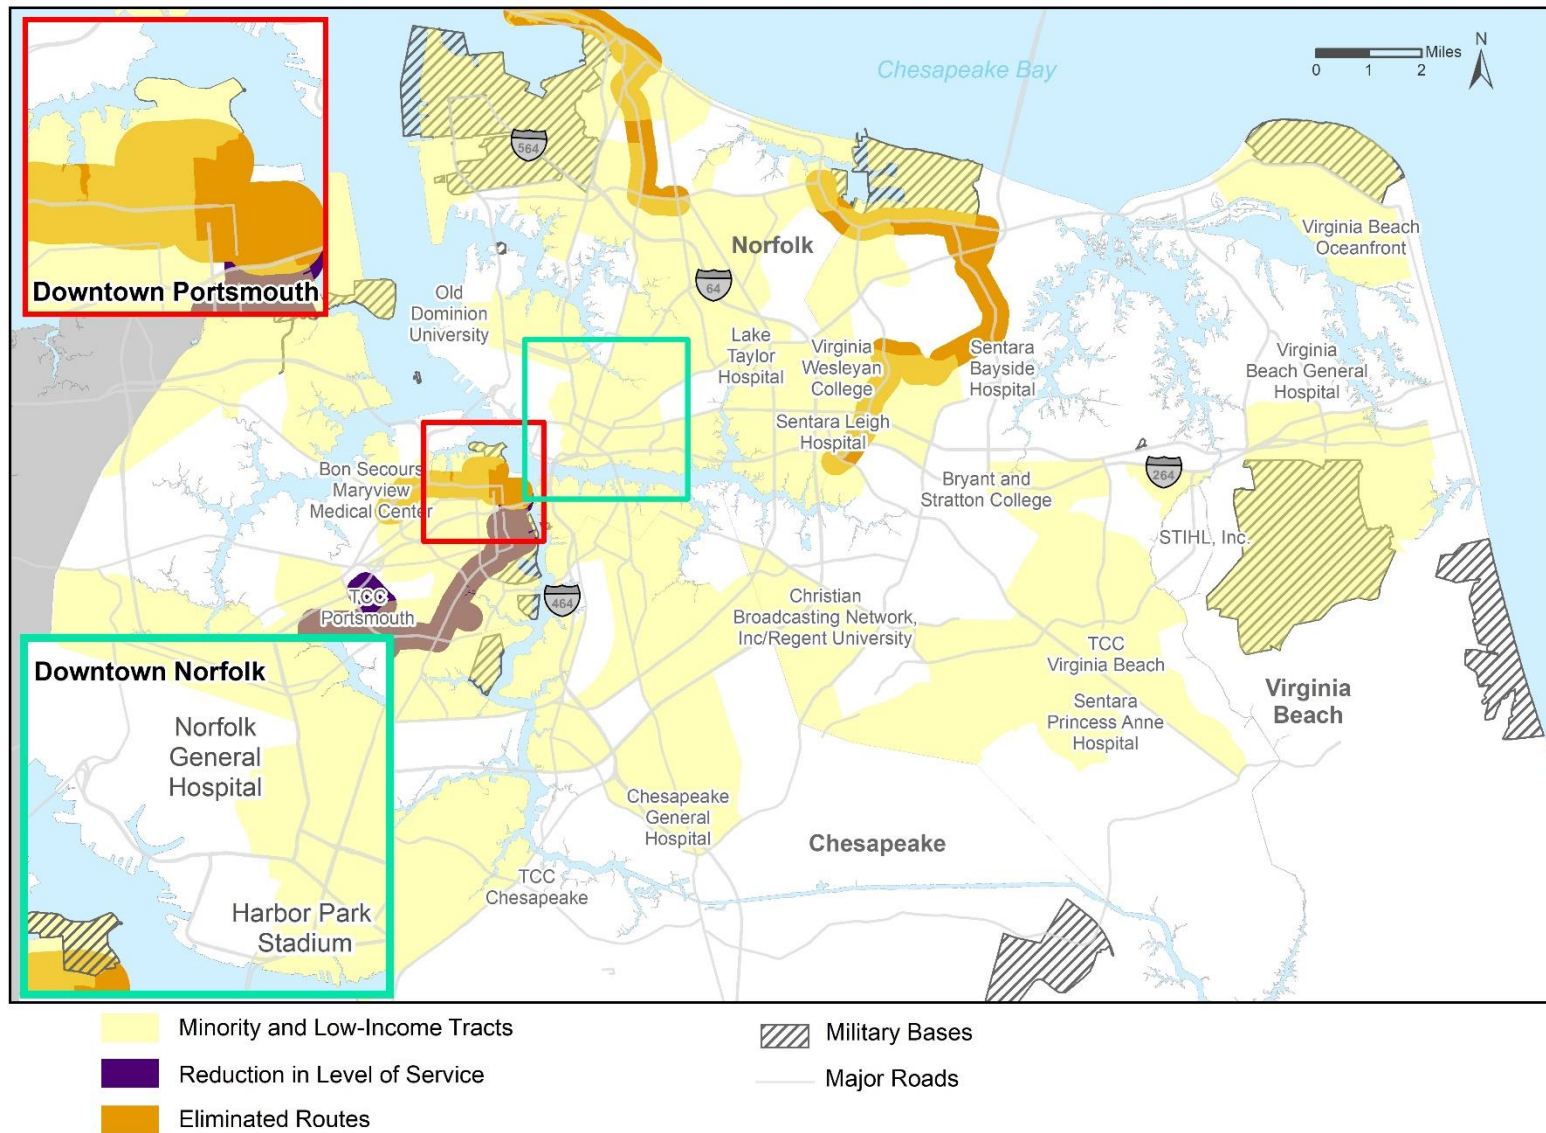 Chesapeake Bay
Miles
0 1 2
N
564
Downtown Portsmouth
Norfolk
64
Virginia Beach
Oceanfront
Old
Dominion
University
Lake
Taylor
Hospital
Virginia
Wesleyan
College
Sentara
Bayside
Hospital
Virginia
Beach General
Hospital
Sentara Leigh
Hospital
Bon Secours
Maryview
Medical Center
Bryant and
Stratton College
264
STIHL, Inc.
TCC
Portsmouth
464
Christian
Broadcasting Network,
Inc/Regent University
TCC
Virginia Beach
Sentara
Princess Anne
Hospital
Virginia
Beach
Downtown Norfolk
Norfolk
General
Hospital
Harbor Park
Stadium
Chesapeake
General
Hospital
Chesapeake
TCC
Chesapeake
Minority and Low-Income Tracts
Reduction in Level of Service
Eliminated Routes
Military Bases
Major Roads